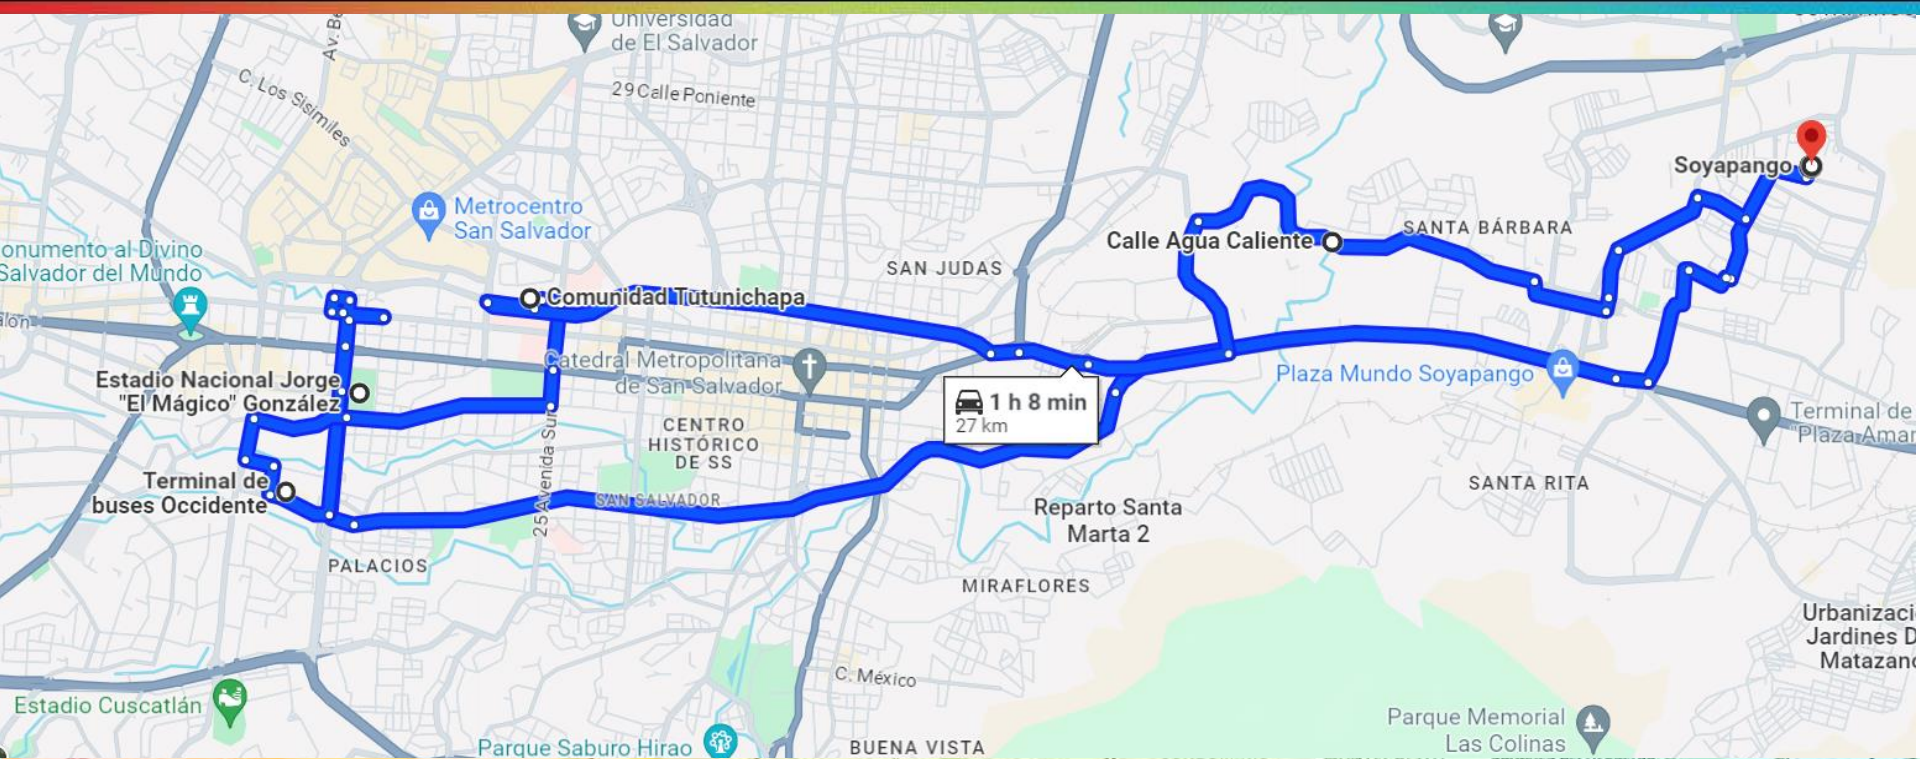 Universidad
de El Salvador
Av. Be
C. Los Sisimiles
29 Calle Poniente
Soyapango
Metrocentro
San Salvador
SANTA BÁRBARA
Calle Agua Caliente
onumento al Divino
Salvador del Mundo
SAN JUDAS
Comunidad Tutunichapa
Catedral Metropolitana
de San Salvador
Plaza Mundo Soyapango
Estadio Nacional Jorge
"El Mágico" González
1 h 8 min
27 km
Terminal de
Plaza Amar
CENTRO
HISTÓRICO
DE SS
25 Avenida Sur
Terminal de
buses Occidente
SAN SALVADOR
SANTA RITA
Reparto Santa
Marta 2
PALACIOS
MIRAFLORES
Urbanizaci
Jardines D
Matazano
C. México
Estadio Cuscatlán
Parque Memorial
Las Colinas
Parque Saburo Hirao
BUENA VISTA